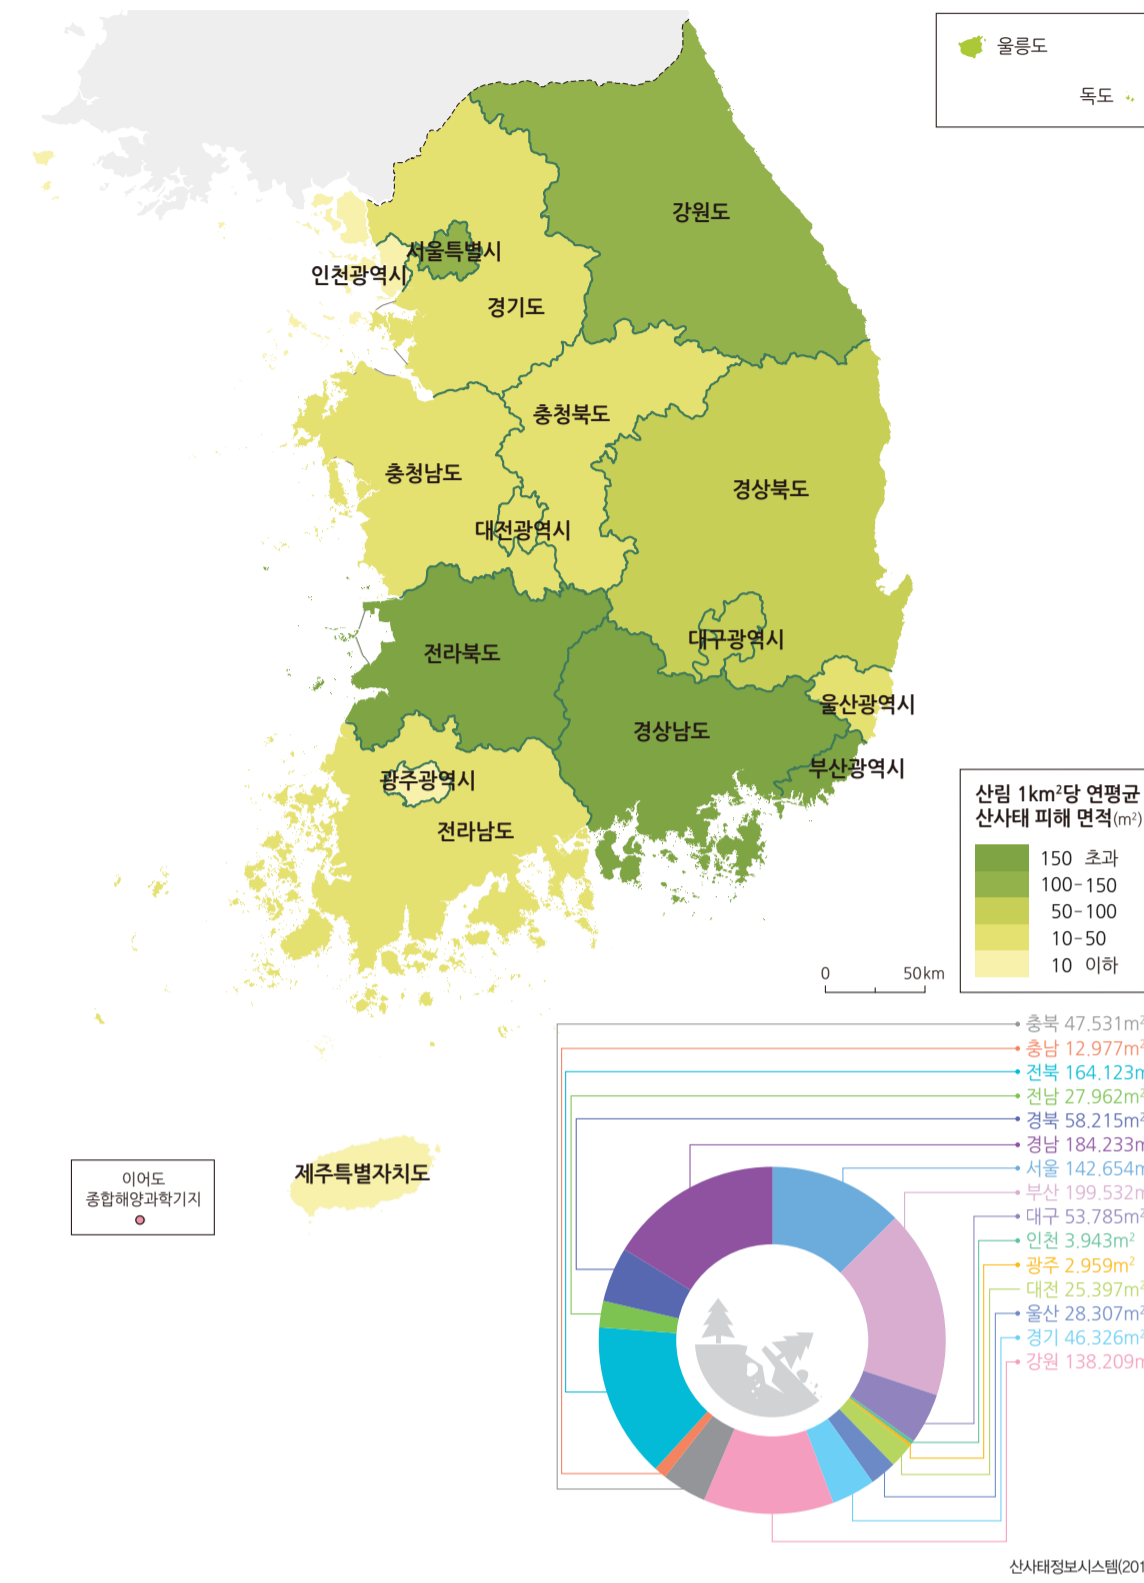 울릉도
독도
강원도
서울특별시
인천광역시
경기도
충청북도
충청남도
경상북도
대전광역시
대구광역시
전라북도
울산광역시
경상남도
부산광역시
광주광역시
전라남도
산림 1km²당 연평균
산사태 피해 면적(m²)
150 초과
100-150
50-100
10-50
10 이하
0 50km
제주특별자치도
이어도
종합해양과학기지
충북 47.531m²
충남 12.977m²
전북 164.123m
전남 27.962m²
경북 58.215m²
경남 184.233m
서울 142.654m²
부산 199.532m
대구 53.785m²
인천 3.943m²
광주 2.959m²
대전 25.397m²
울산 28.307m²
경기 46.326m²
강원 138.209m
산사태정보시스템(201